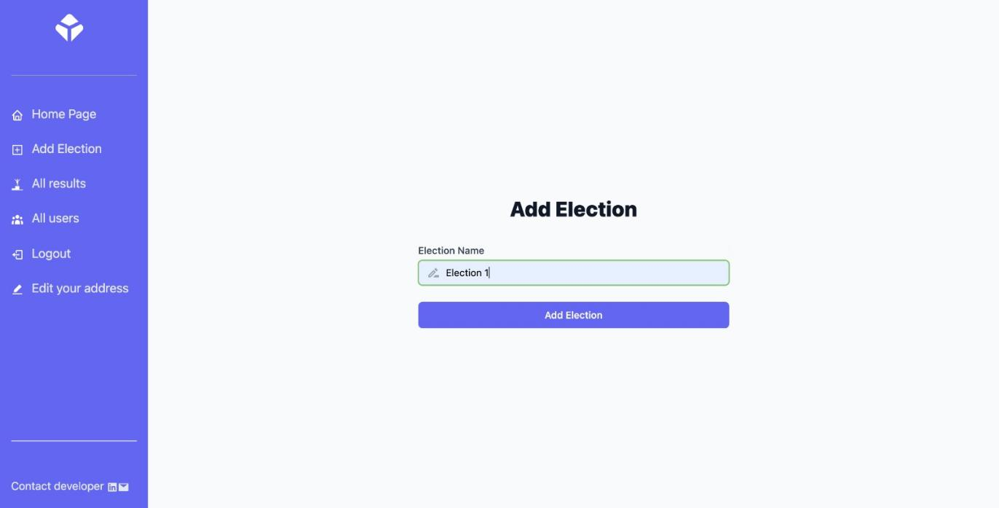 Home Page
Add Election
All results
All users
Logout
Edit your address
Contact developer
Add Election
Election Name
Election 1
Add Election